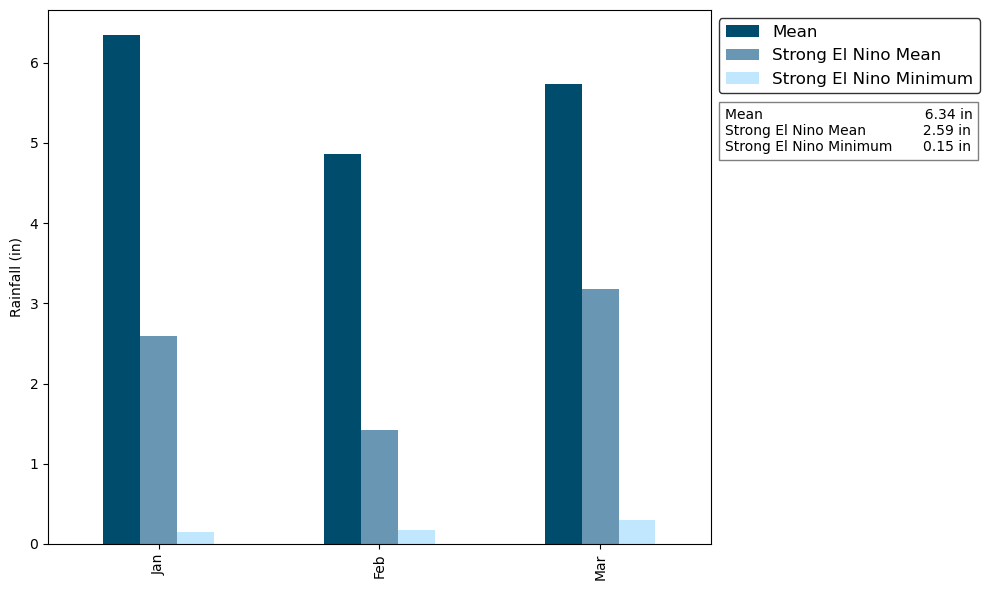 Mean
Strong El Nino Mean
Strong El Nino Minimum
Mean 6.34 in
Strong El Nino Mean 2.59 in
Strong El Nino Minimum 0.15 in
Rainfall (in)
6
5
4
3
2
1
0
Jan
Feb
Mar